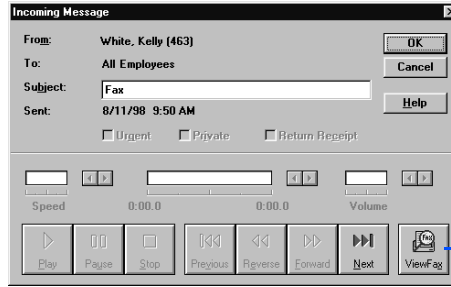 Incoming Message
From: White, Kelly (463)
OK
To: All Employees
Cancel
Subject: Fax
Help
Sent: 8/11/98 9:50 AM
Urgent Private Return Receipt
Speed 0:00.0 0:00.0 Volume
fax
Play Pause Stop Previous Reverse Forward Next ViewFax